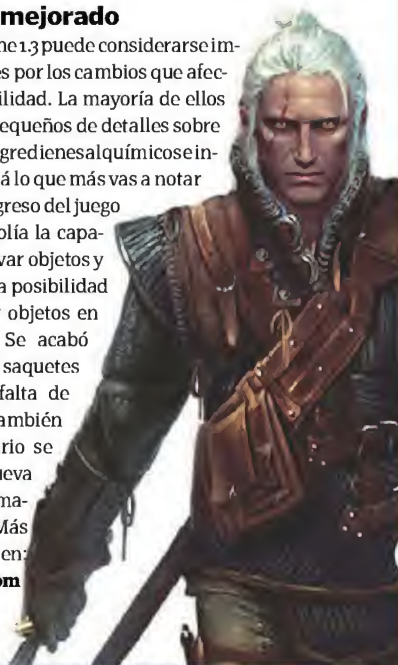 mejorado
ne 1.3 puede considerarse im-
es por los cambios que afec-
ilidad. La mayoría de ellos
equeños de detalles sobre
gredienes alquímicos e in-
á lo que más vas a notar
greso del juego
olía la capa-
var objetos y
a posibilidad
objetos en
Se acabó
saquetes
falta de
ambién
rio se
ueva
ma-
Más
en:
om